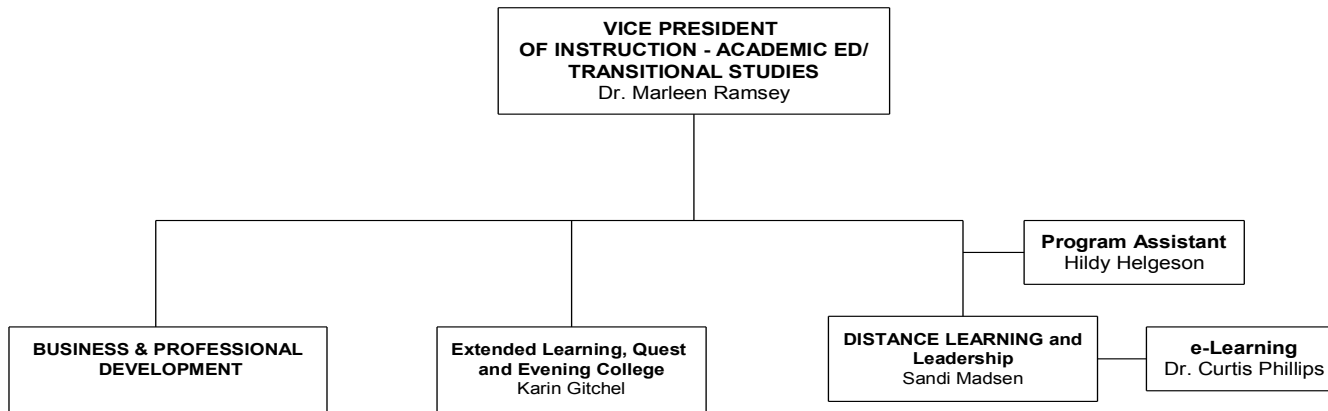 VICE PRESIDENT
OF INSTRUCTION - ACADEMIC ED/
TRANSITIONAL STUDIES
Dr. Marleen Ramsey
Program Assistant
Hildy Helgeson
BUSINESS & PROFESSIONAL
DEVELOPMENT
Extended Learning, Quest
and Evening College
Karin Gitchel
DISTANCE LEARNING and
Leadership
Sandi Madsen
e-Learning
Dr. Curtis Phillips